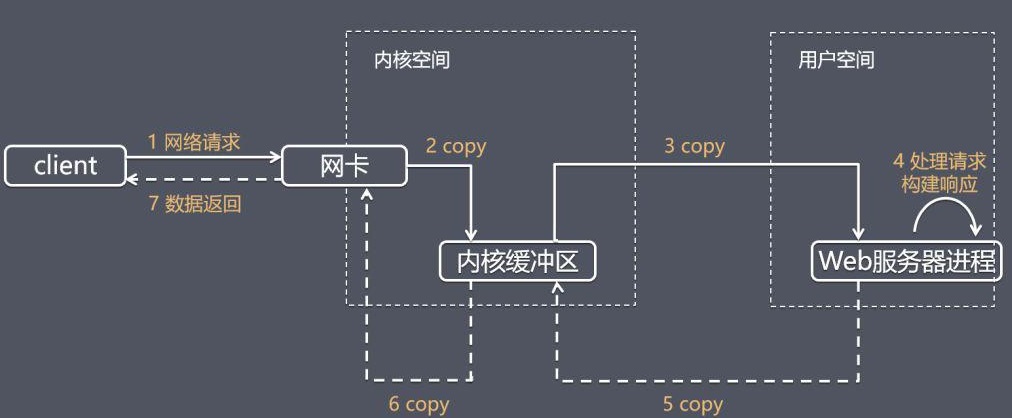 内核空间
用户空间
1 网络请求
client
网卡
2 copy
3 copy
4 处理请求
构建响应
7 数据返回
内核缓冲区
Web服务器进程
6 copy
5 copy